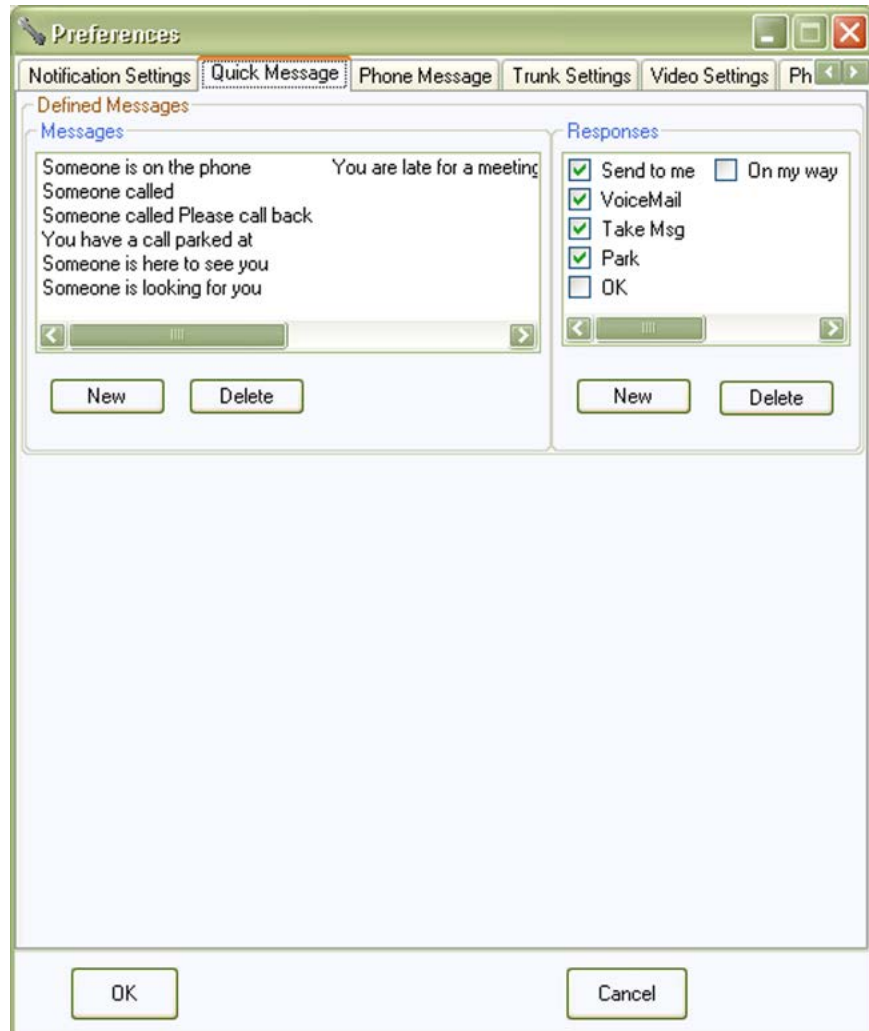 Preferences
Notification Settings Quick Message Phone Message Trunk Settings Video Settings Ph
Defined Messages
Messages
Someone is on the phone You are late for a meeting
Someone called
Someone called Please call back
You have a call parked at
Someone is here to see you
Someone is looking for you
New Delete
Responses
Send to me On my way
VoiceMail
Take Msg
Park
OK
New Delete
OK Cancel